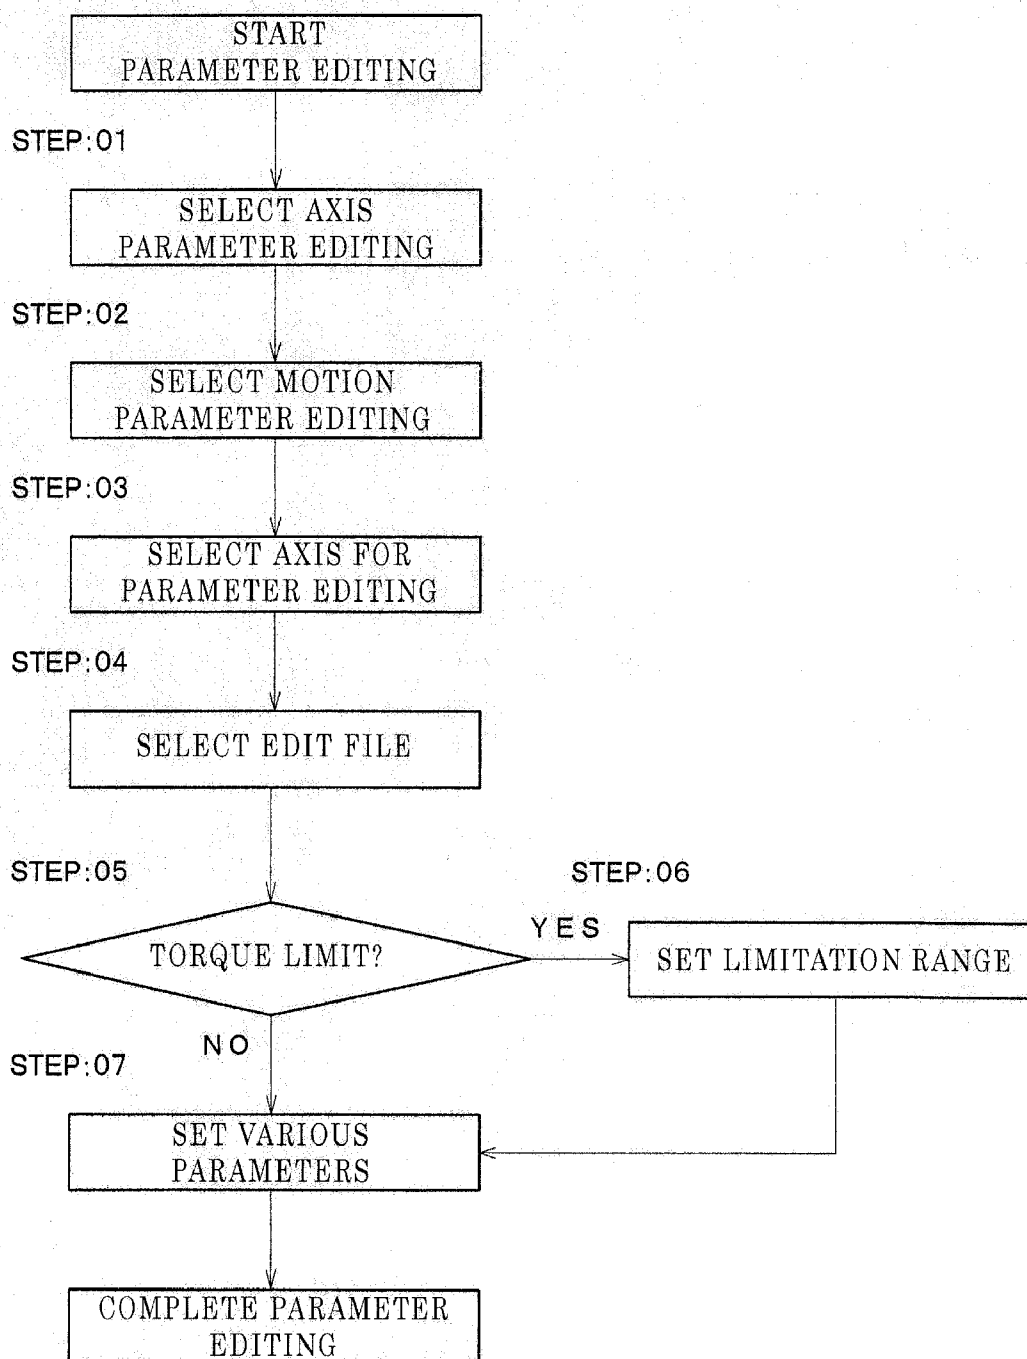 START
PARAMETER EDITING
STEP:01
SELECT AXIS
PARAMETER EDITING
STEP:02
SELECT MOTION
PARAMETER EDITING
STEP:03
SELECT AXIS FOR
PARAMETER EDITING
STEP:04
SELECT EDIT FILE
STEP:05
STEP:06
TORQUE LIMIT?
YES
SET LIMITATION RANGE
NO
STEP:07
SET VARIOUS
PARAMETERS
COMPLETE PARAMETER
EDITING